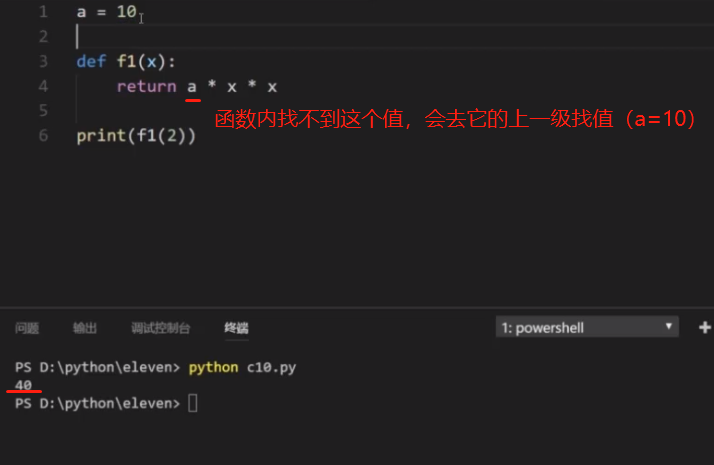 1 a = 10
2
3 def f1(x):
4 return a * x * x
函数内找不到这个值，会去它的上一级找值（a=10）
5
6 print(f1(2))
问题 输出 调试控制台 终端 1: powershell
PS D:\python\eleven> python c10.py
40
PS D:\python\eleven>